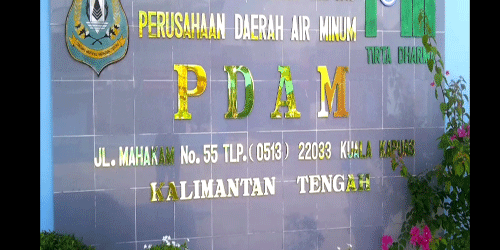 PERUSAHAAN DAERAH AIR MINUM
TIRTA DHARMA
PDAM
JL. MAHAKAM No. 55 TLP. (0513) 22033 KUALA KAPUAS
KALIMANTAN TENGAH